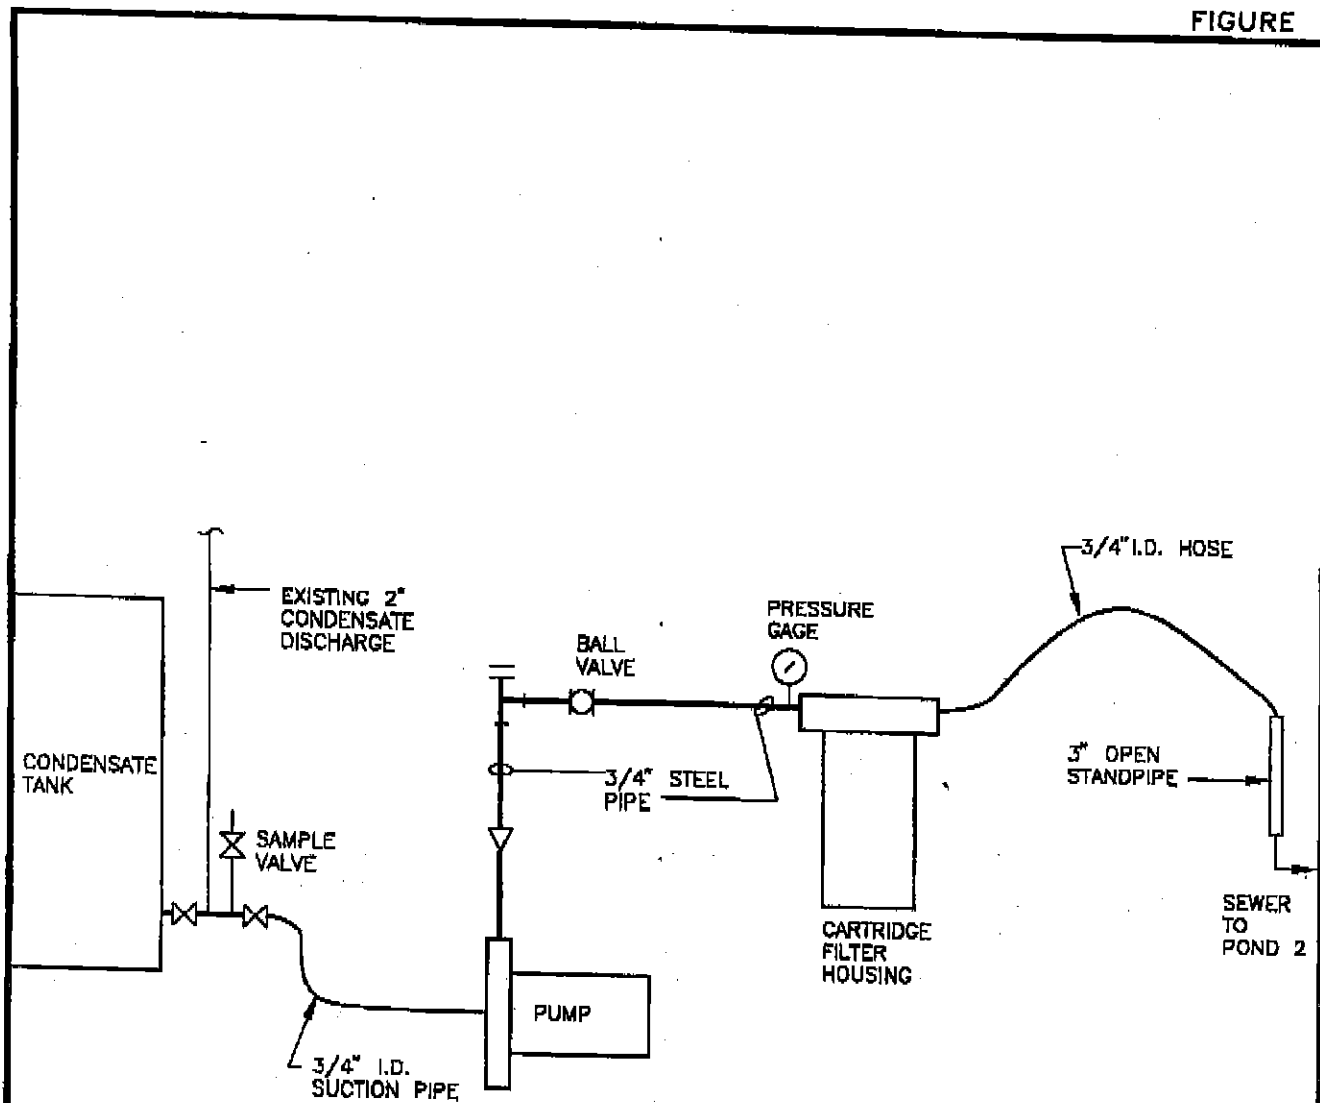 FIGURE
3/4" I.D. HOSE
EXISTING 2"
CONDENSATE
DISCHARGE
PRESSURE
GAGE
BALL
VALVE
CONDENSATE
TANK
3/4" STEEL
PIPE
3" OPEN
STANDPIPE
SAMPLE
VALVE
CARTRIDGE
FILTER
HOUSING
SEWER
TO
POND 2
PUMP
3/4" I.D.
SUCTION PIPE